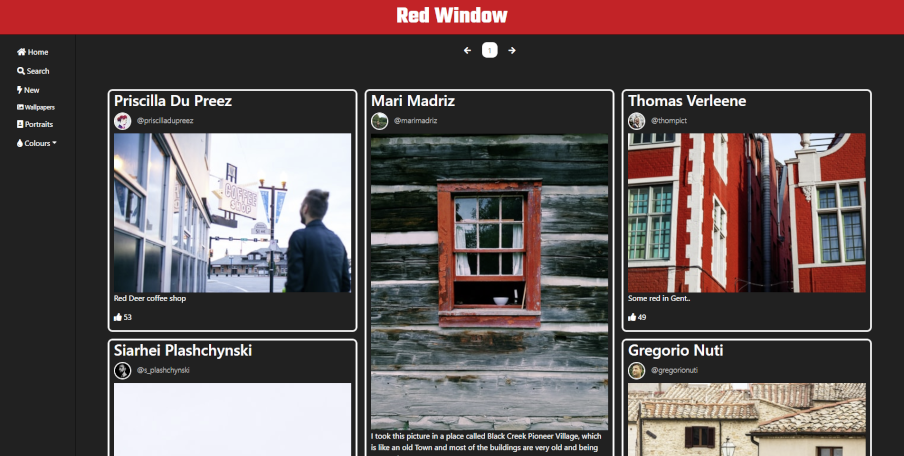 Red Window
Home
Search
New
Wallpapers
Portraits
Colours
1
Priscilla Du Preez
@priscilladupreez
COFFEE
SHOP
Red Deer coffee shop
53
Mari Madriz
@marimadriz
I took this picture in a place called Black Creek Pioneer Village, which
is like an old Town and most of the buildings are very old and being
Thomas Verleene
@thompict
Some red in Gent..
49
Siarhei Plashchynski
@s_plashchynski
Gregorio Nuti
@gregorionuti